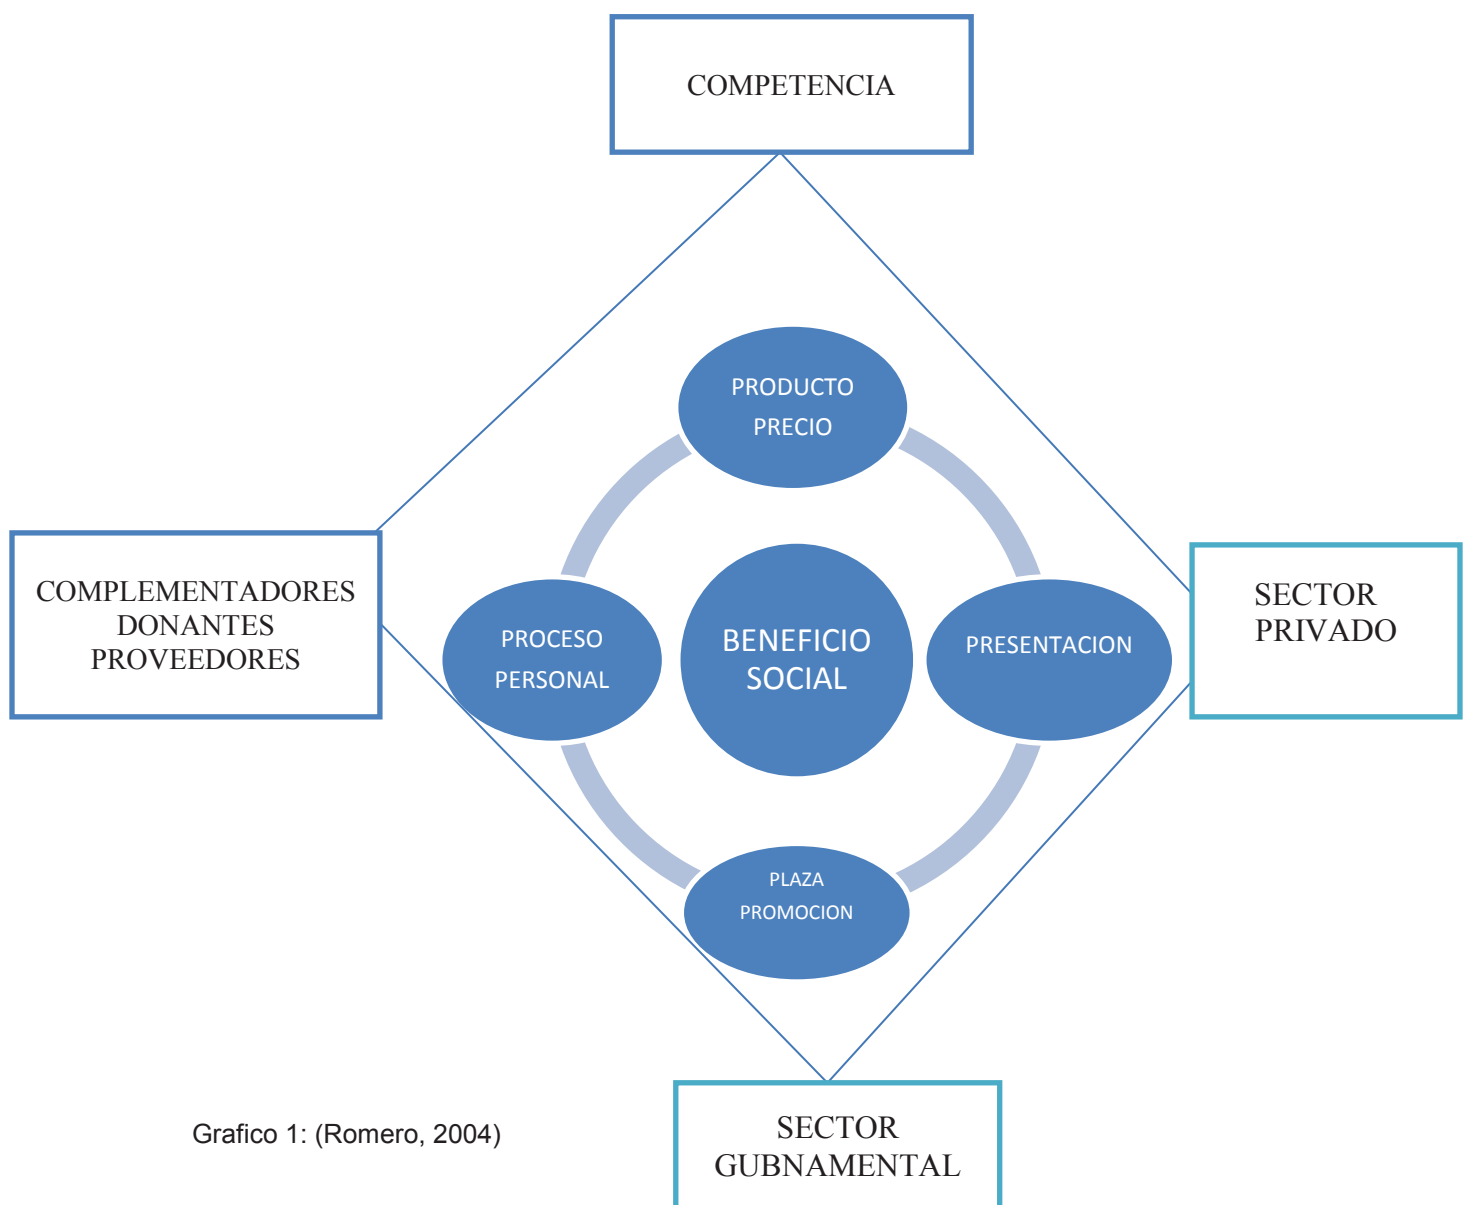 COMPETENCIA
PRODUCTO
PRECIO
COMPLEMENTADORES
DONANTES
PROVEEDORES
PROCESO
PERSONAL
BENEFICIO
SOCIAL
PRESENTACION
SECTOR
PRIVADO
PLAZA
PROMOCION
Grafico 1: (Romero, 2004)
SECTOR
GUBNAMENTAL